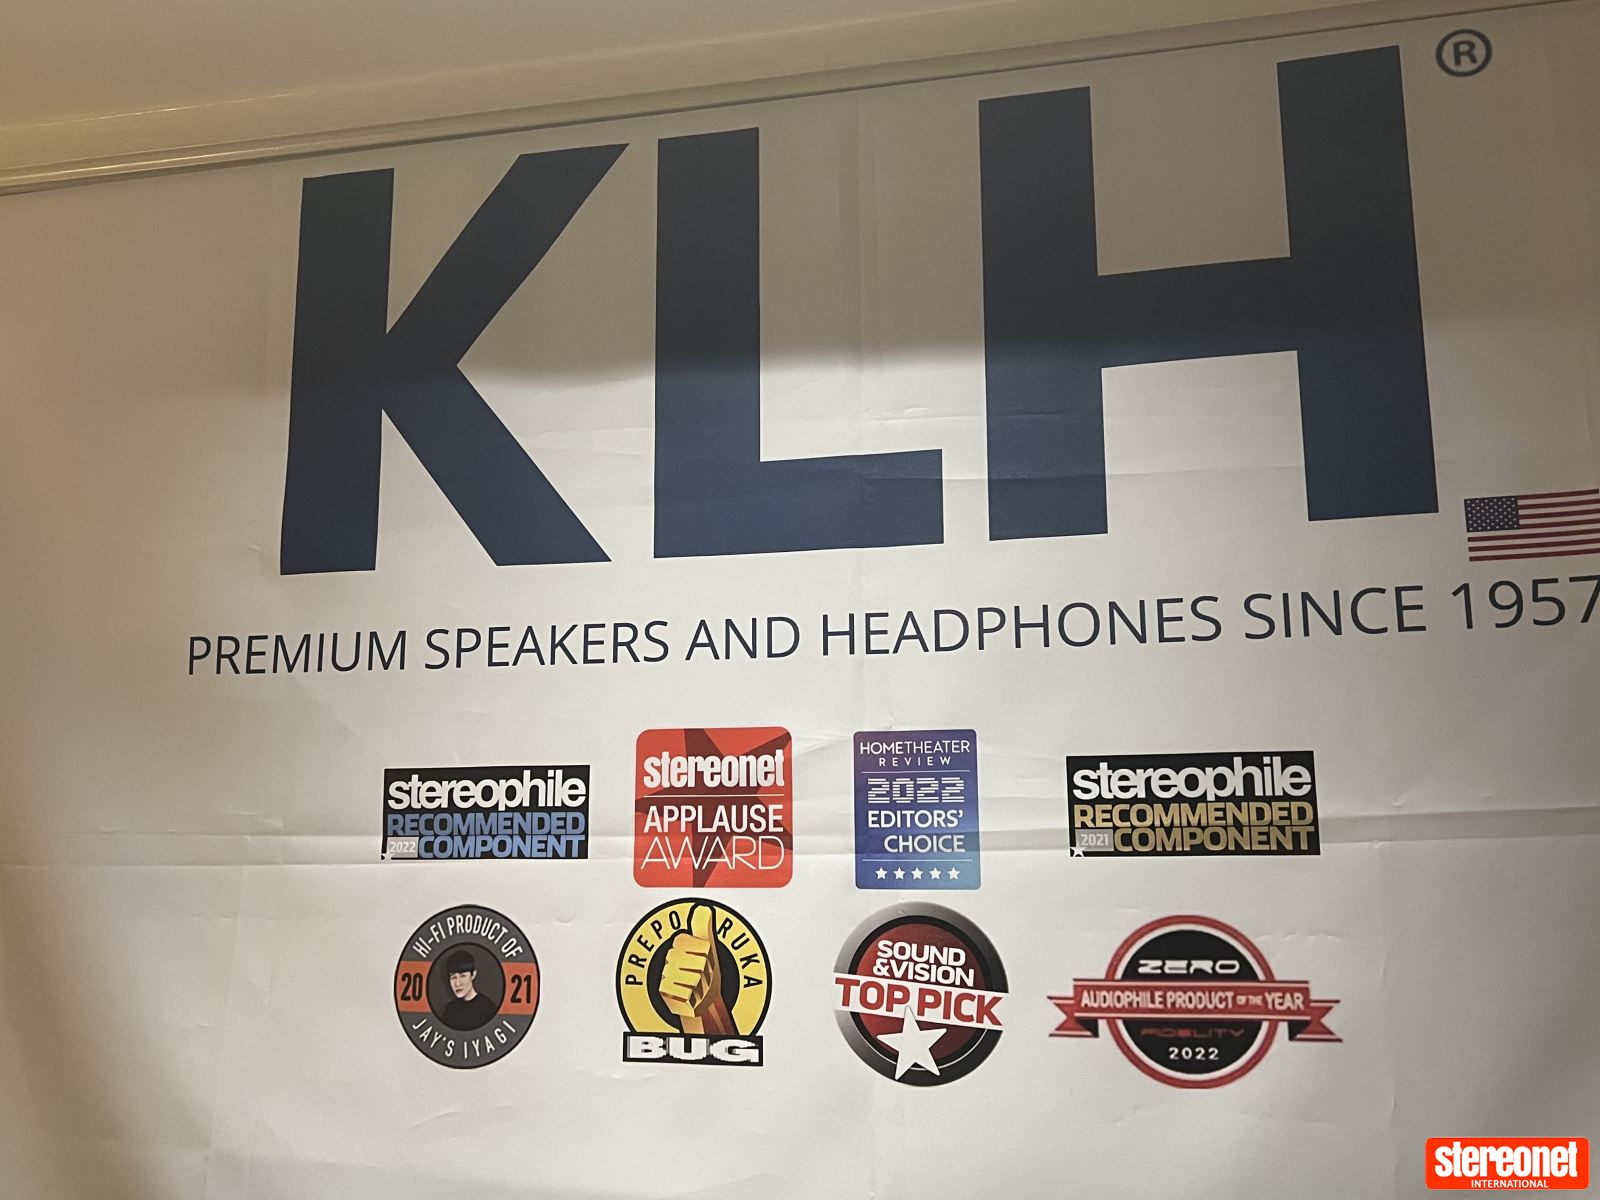 KLH®
PREMIUM SPEAKERS AND HEADPHONES SINCE 1957
stereophile
RECOMMENDED
2022 COMPONENT
stereonet
APPLAUSE
AWARD
HOMETHEATER
REVIEW
2022
EDITORS'
CHOICE
stereophile
RECOMMENDED
2021 COMPONENT
HI-FI PRODUCT OF
20 21
JAY'S IYAGI
PREPORUKA
BUG
SOUND
&VISION
TOP PICK
ZERO
AUDIOPHILE PRODUCT OF THE YEAR
FIDELITY
2022
stereonet
INTERNATIONAL